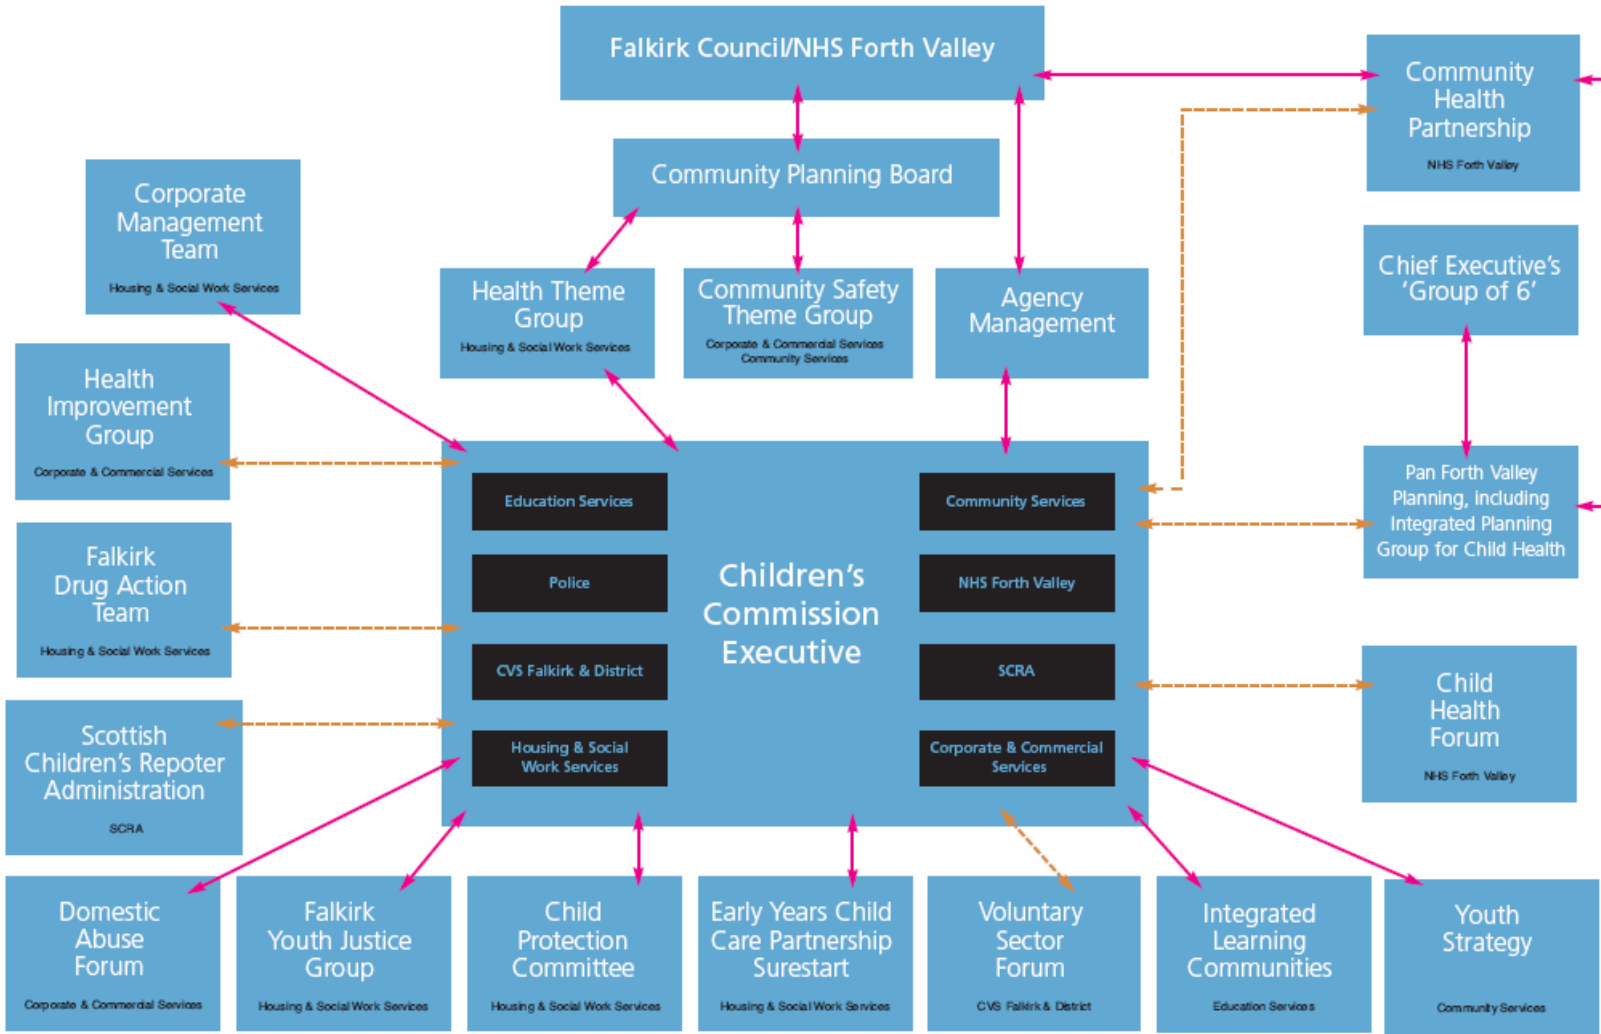 Falkirk Council/NHS Forth Valley
Community
Health
Partnership
NHS Forth Valley
Community Planning Board
Corporate
Management
Team
Housing & Social Work Services
Chief Executive's
'Group of 6'
Health Theme
Group
Housing & Social Work Services
Community Safety
Theme Group
Corporate & Commercial Services
Community Services
Agency
Management
Health
Improvement
Group
Corporate & Commercial Services
Education Services
Community Services
Pan Forth Valley
Planning, including
Integrated Planning
Group for Child Health
Falkirk
Drug Action
Team
Housing & Social Work Services
Police
Children's
Commission
Executive
NHS Forth Valley
CVS Falkirk & District
SCRA
Child
Health
Forum
NHS Forth Valley
Scottish
Children's Repoter
Administration
SCRA
Housing & Social
Work Services
Corporate & Commercial
Services
Domestic
Abuse
Forum
Corporate & Commercial Services
Falkirk
Youth Justice
Group
Housing & Social Work Services
Child
Protection
Committee
Housing & Social Work Services
Early Years Child
Care Partnership
Surestart
Housing & Social Work Services
Voluntary
Sector
Forum
CVS Falkirk & District
Integrated
Learning
Communities
Education Services
Youth
Strategy
Community Services